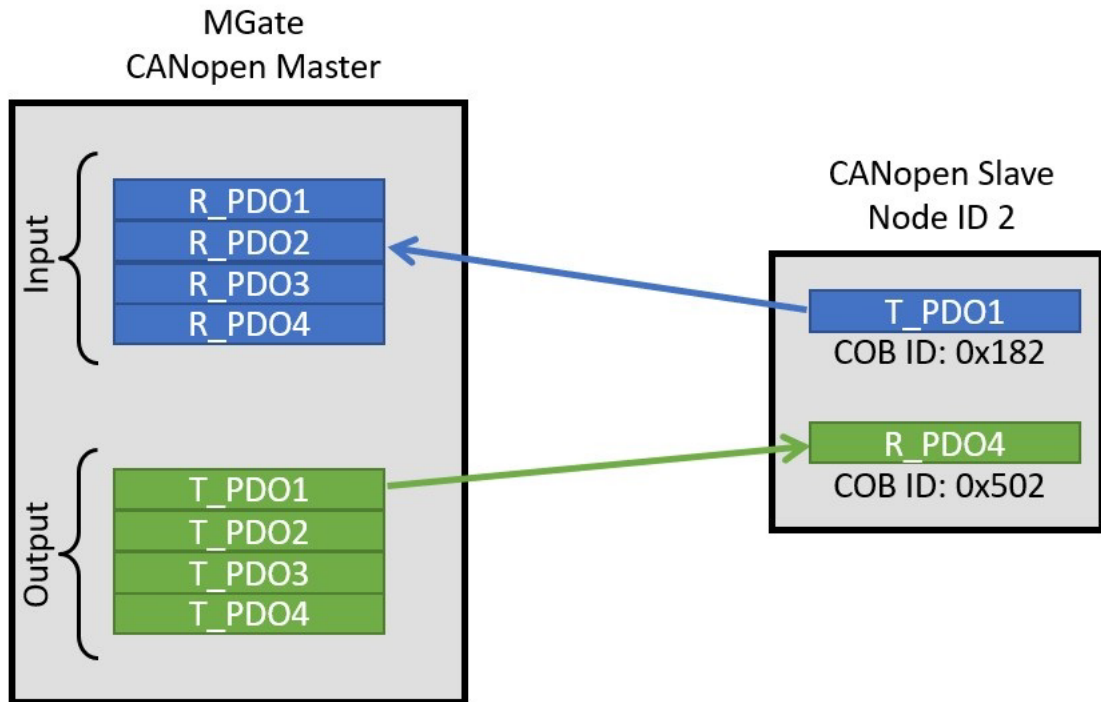 MGate
CANopen Master
Input
R_PDO1
R_PDO2
R_PDO3
R_PDO4
Output
T_PDO1
T_PDO2
T_PDO3
T_PDO4
CANopen Slave
Node ID 2
T_PDO1
COB ID: 0x182
R_PDO4
COB ID: 0x502